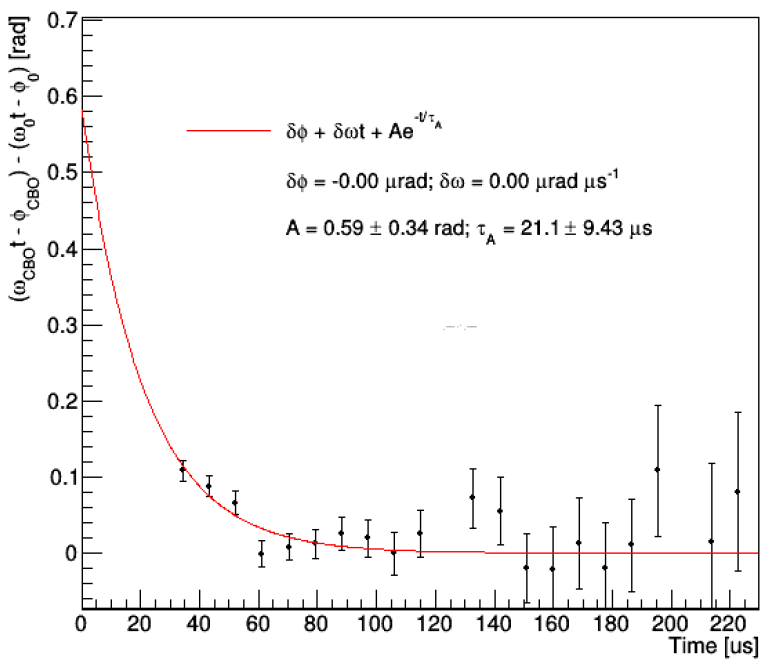 (ω_CBO t - ϕ_CBO) - (ω_0 t - ϕ_0) [rad]
0.7
0.6
0.5
0.4
0.3
0.2
0.1
0
δϕ + δωt + Ae^-t/τ_A
δϕ = -0.00 μrad; δω = 0.00 μrad μs^-1
A = 0.59 ± 0.34 rad; τ_A = 21.1 ± 9.43 μs
0 20 40 60 80 100 120 140 160 180 200 220
Time [us]